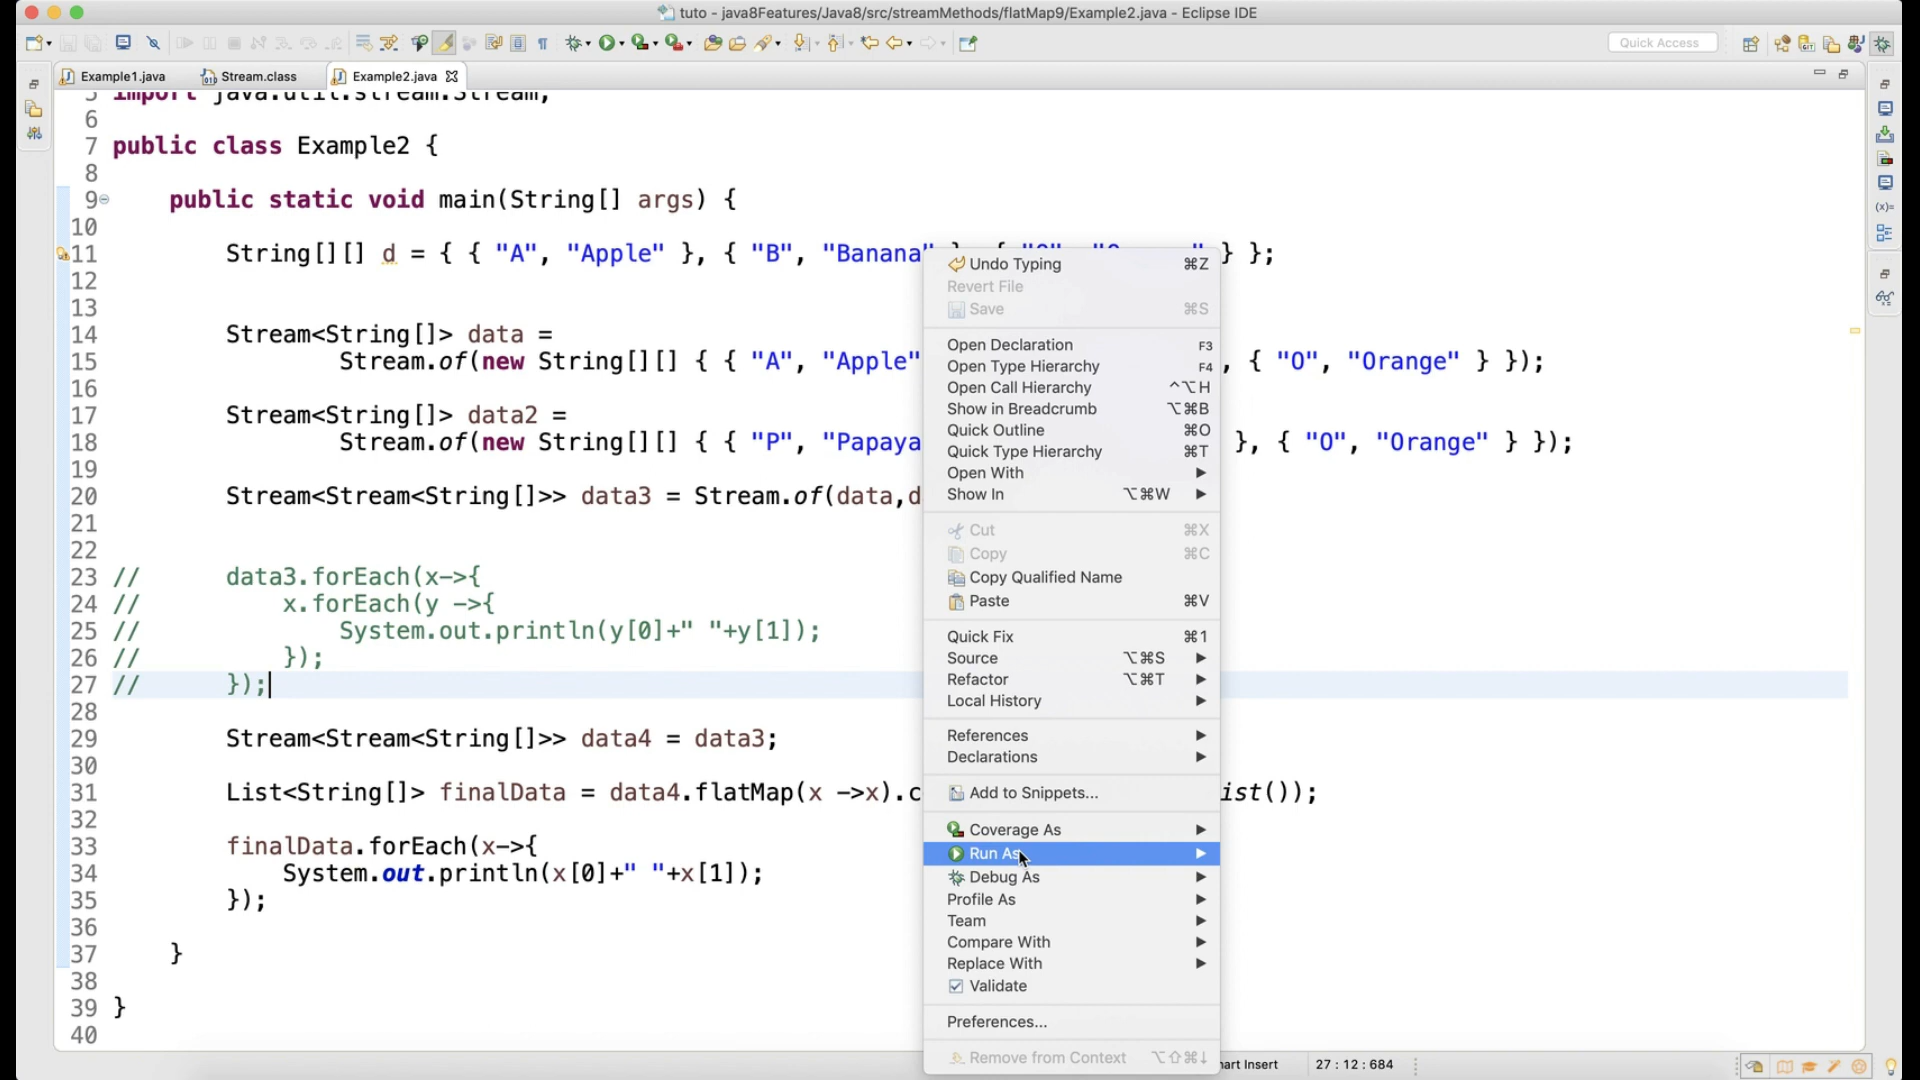 tuto - java8Features/Java8/src/streamMethods/flatMap9/Example2.java - Eclipse IDE
Quick Access
Example1.java
Stream.class
Example2.java
5 import java.util.stream.Stream;
6
7 public class Example2 {
8
9 public static void main(String[] args) {
10
11 String[][] d = { { "A", "Apple" }, { "B", "Banana" } };
12
13
14 Stream<String[]> data =
15 Stream.of(new String[][] { { "A", "Apple" , { "O", "Orange" } });
16
17 Stream<String[]> data2 =
18 Stream.of(new String[][] { { "P", "Papaya }, { "O", "Orange" } });
19
20 Stream<Stream<String[]>> data3 = Stream.of(data,d
21
22
23 // data3.forEach(x->{
24 // x.forEach(y ->{
25 // System.out.println(y[0]+" "+y[1]);
26 // });
27 // });
28
29 Stream<Stream<String[]>> data4 = data3;
30
31 List<String[]> finalData = data4.flatMap(x ->x).c ist());
32
33 finalData.forEach(x->{
34 System.out.println(x[0]+" "+x[1]);
35 });
36
37 }
38
39 }
40
Undo Typing ⌘Z
Revert File
Save ⌘S
Open Declaration F3
Open Type Hierarchy F4
Open Call Hierarchy ^⌥H
Show in Breadcrumb ⌥⌘B
Quick Outline ⌘O
Quick Type Hierarchy ⌘T
Open With
Show In ⌥⌘W
Cut ⌘X
Copy ⌘C
Copy Qualified Name
Paste ⌘V
Quick Fix ⌘1
Source ⌥⌘S
Refactor ⌥⌘T
Local History
References
Declarations
Add to Snippets...
Coverage As
Run As
Debug As
Profile As
Team
Compare With
Replace With
Validate
Preferences...
Remove from Context ⌥⇧⌘↓
nart Insert
27 : 12 : 684
(x)=